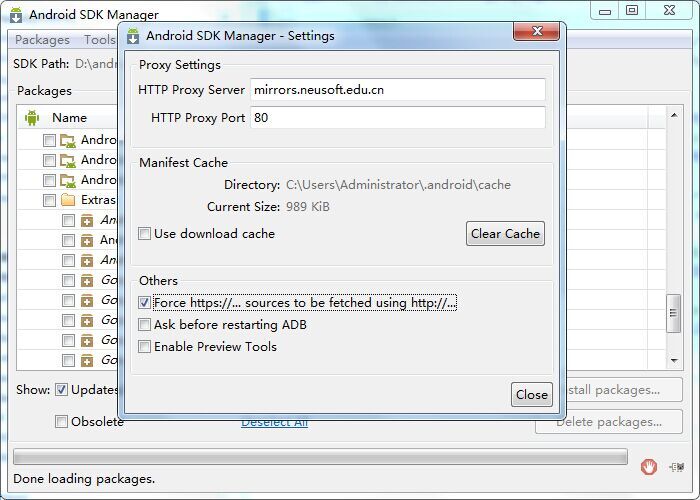 Android SDK Manager
Packages Tools
SDK Path: D:\andr
Packages
Name
Andro
Andro
Andro
Extras
An
An
An
Go
Go
Go
Go
Go
Show: Updates
Obsolete
Deselect All
stall packages...
Delete packages...
Done loading packages.
Android SDK Manager - Settings
Proxy Settings
HTTP Proxy Server mirrors.neusoft.edu.cn
HTTP Proxy Port 80
Manifest Cache
Directory: C:\Users\Administrator\.android\cache
Current Size: 989 KiB
Use download cache Clear Cache
Others
Force https://... sources to be fetched using http://...
Ask before restarting ADB
Enable Preview Tools
Close